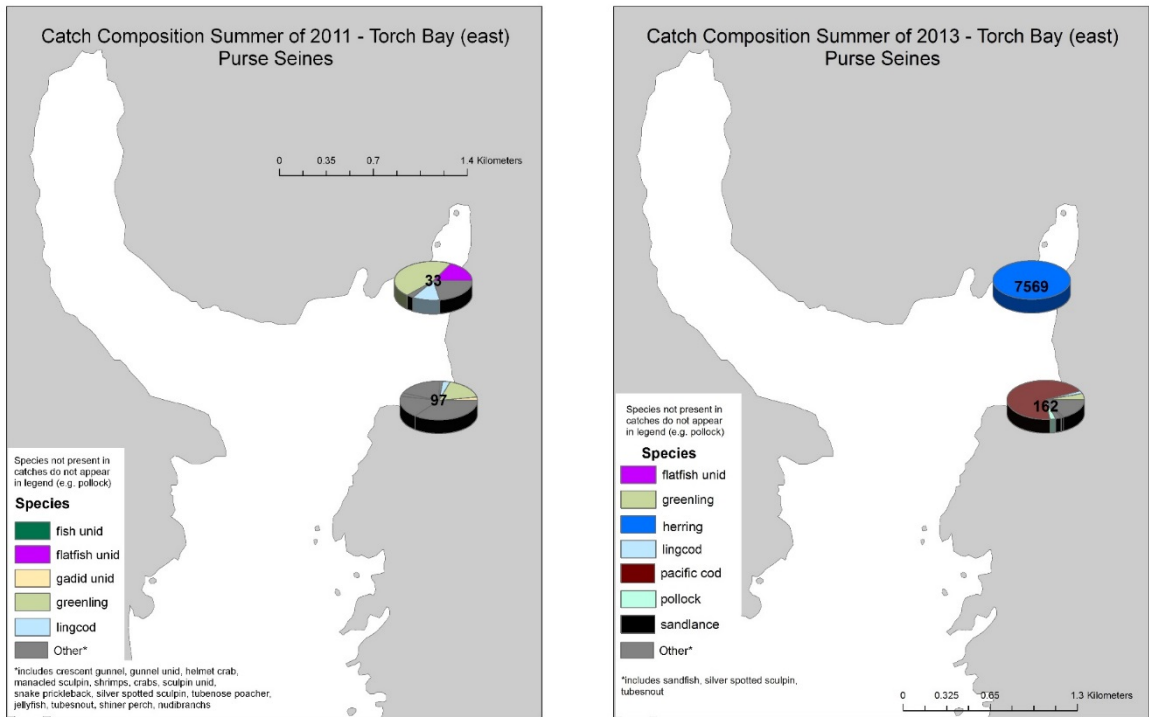 Catch Composition Summer of 2011 - Torch Bay (east)
Purse Seines
0 0.35 0.7 1.4 Kilometers
33
97
Species not present in
catches do not appear
in legend (e.g. pollock)
Species
fish unid
flatfish unid
gadid unid
greenling
lingcod
Other*
*includes crescent gunnel, gunnel unid, helmet crab,
manacled sculpin, shrimps, crabs, sculpin unid,
snake prickleback, silver spotted sculpin, tubenose poacher,
jellyfish, tubesnout, shiner perch, nudibranchs
Catch Composition Summer of 2013 - Torch Bay (east)
Purse Seines
7569
162
Species not present in
catches do not appear
in legend (e.g. pollock)
Species
flatfish unid
greenling
herring
lingcod
pacific cod
pollock
sandlance
Other*
*includes sandfish, silver spotted sculpin,
tubesnout
0 0.325 0.65 1.3 Kilometers